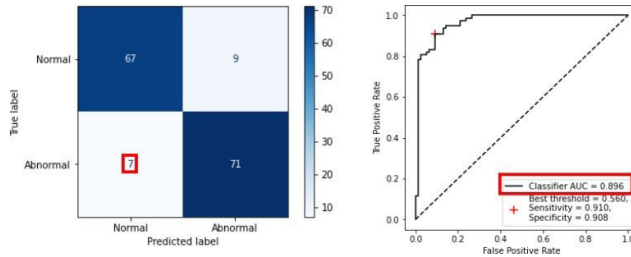 True label
Normal
Abnormal
67
9
7
71
Normal
Abnormal
Predicted label
70
60
50
40
30
20
10
True Positive Rate
1.0
0.8
0.6
0.4
0.2
0.0
Classifier AUC = 0.896
Best threshold = 0.560,
Sensitivity = 0.910,
Specificity = 0.908
0.0
0.2
0.4
0.6
0.8
1.0
False Positive Rate